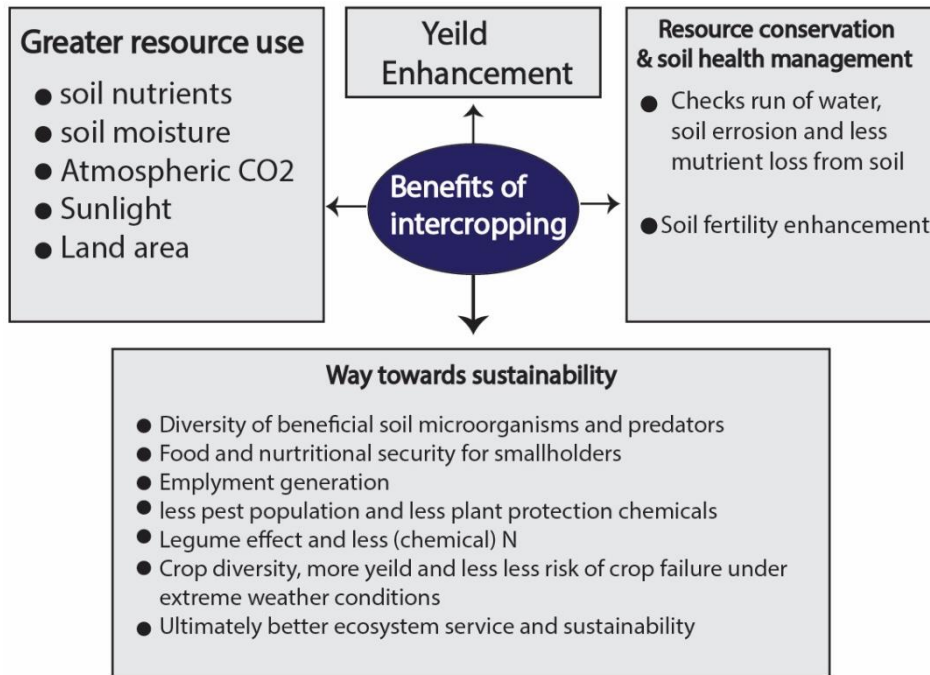 Greater resource use
● soil nutrients
● soil moisture
● Atmospheric CO2
● Sunlight
● Land area
Yeild
Enhancement
Resource conservation
& soil health management
● Checks run of water,
soil errosion and less
mutrient loss from soil
● Soil fertility enhancement
Benefits of
intercropping
Way towards sustainability
● Diversity of beneficial soil microorganisms and predators
● Food and nurtritional security for smallholders
● Emplyment generation
● less pest population and less plant protection chemicals
● Legume effect and less (chemical) N
● Crop diversity, more yeild and less less risk of crop failure under
extreme weather conditions
● Ultimately better ecosystem service and sustainability